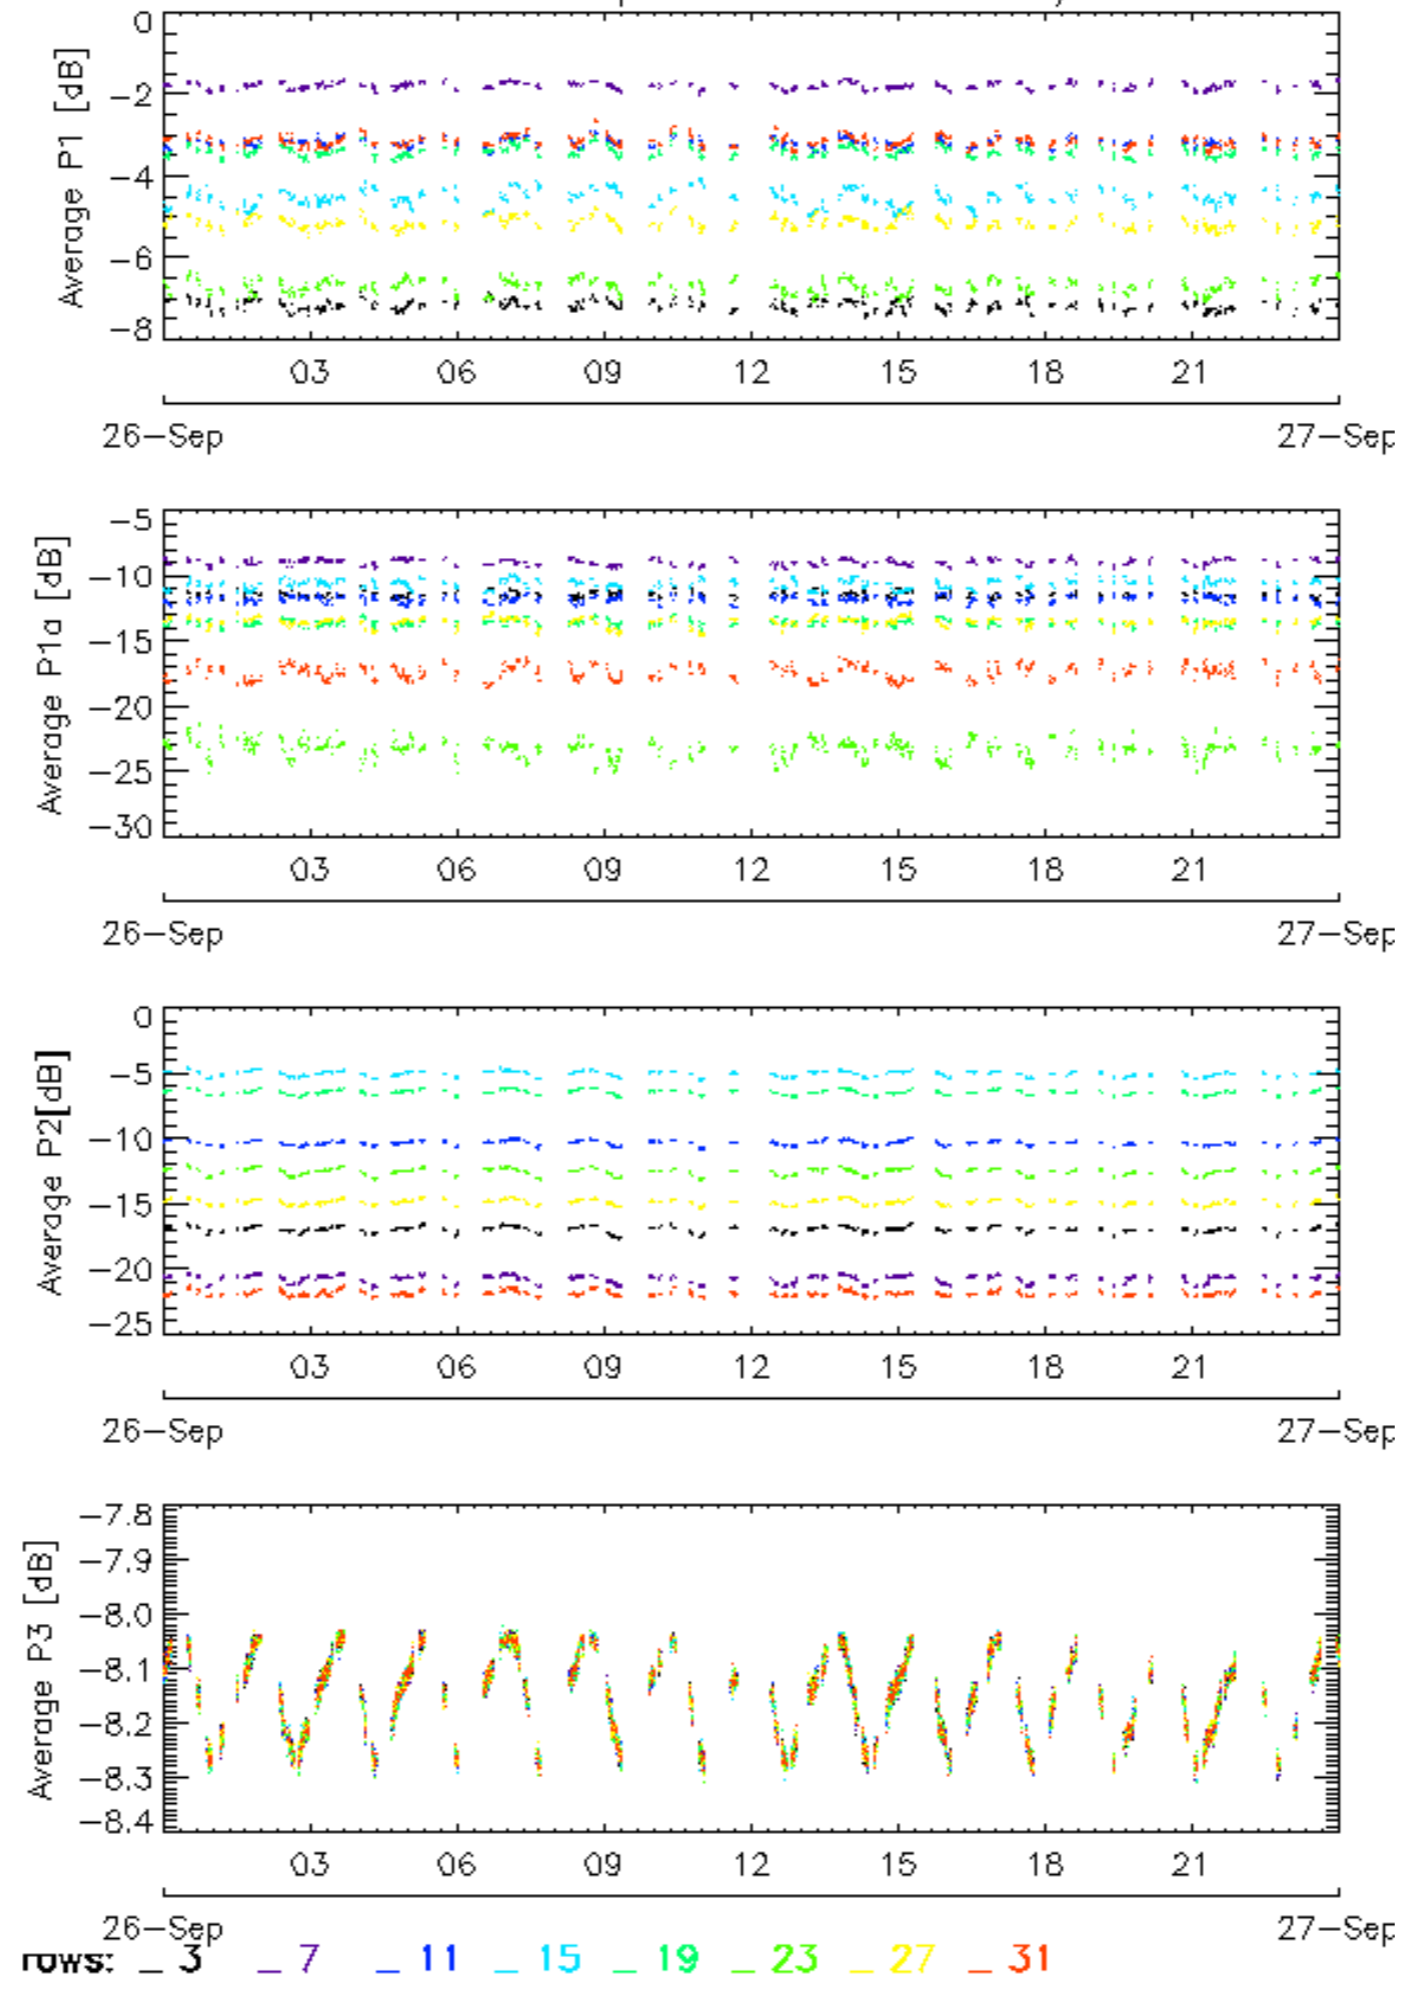 Average P1 [dB]
0
−2
−4
−6
−8
03 06 09 12 15 18 21
26−Sep 27−Sep
Average P1a [dB]
−5
−10
−15
−20
−25
−30
03 06 09 12 15 18 21
26−Sep 27−Sep
Average P2[dB]
0
−5
−10
−15
−20
−25
03 06 09 12 15 18 21
26−Sep 27−Sep
Average P3 [dB]
−7.8
−7.9
−8.0
−8.1
−8.2
−8.3
−8.4
03 06 09 12 15 18 21
26−Sep 27−Sep
rows: _ 3 _ 7 _ 11 _ 15 _ 19 _ 23 _ 27 _ 31